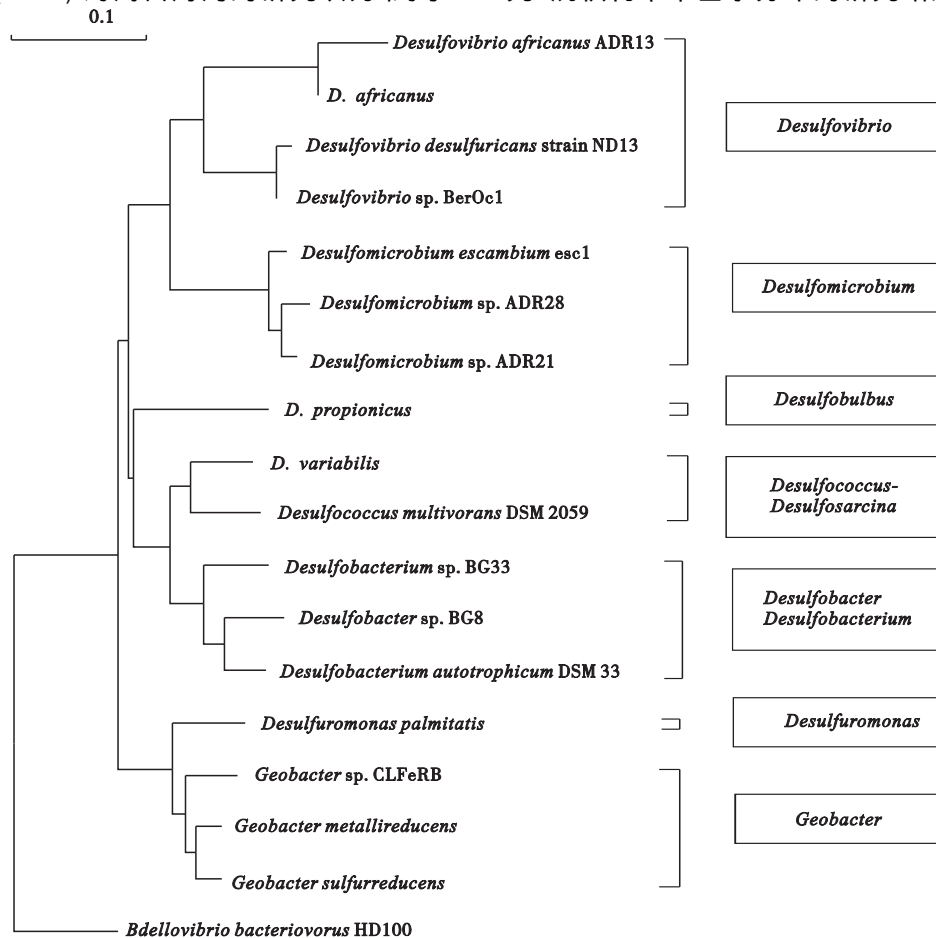 0.1
Desulfovibrio africanus ADR13
D. africanus
Desulfovibrio
Desulfovibrio desulfuricans strain ND13
Desulfovibrio sp. BerOc1
Desulfomicrobium escambium esc1
Desulfomicrobium
Desulfomicrobium sp. ADR28
Desulfomicrobium sp. ADR21
D. propionicus
Desulfobulbus
D. variabilis
Desulfococcus-
Desulfosarcina
Desulfococcus multivorans DSM 2059
Desulfobacterium sp. BG33
Desulfobacter
Desulfobacterium
Desulfobacter sp. BG8
Desulfobacterium autotrophicum DSM 33
Desulfuromonas palmitatis
Desulfuromonas
Geobacter sp. CLFeRB
Geobacter metallireducens
Geobacter
Geobacter sulfurreducens
Bdellovibrio bacteriovorus HD100